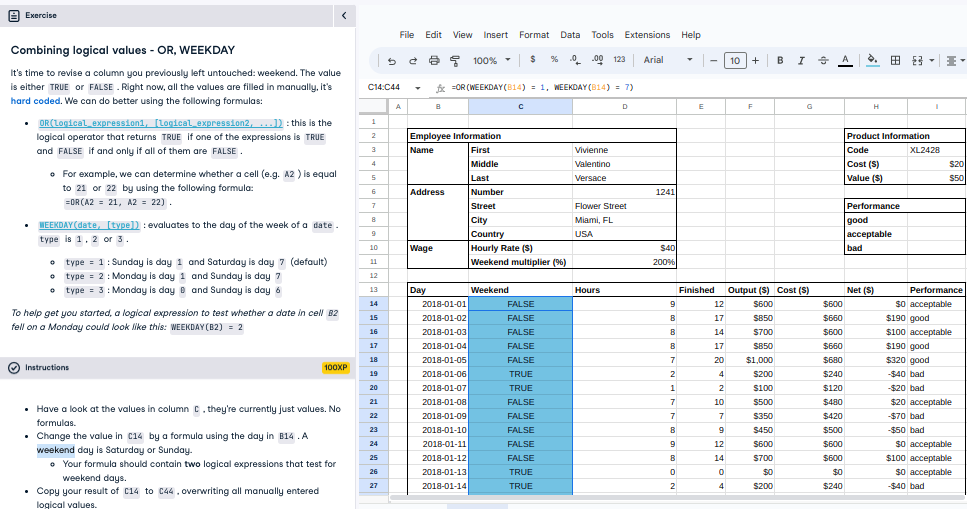 Exercise
Combining logical values - OR, WEEKDAY
It's time to revise a column you previously left untouched: weekend. The value
is either TRUE or FALSE. Right now, all the values are filled in manually, it's
hard coded. We can do better using the following formulas:
OR(logical_expression1, [logical_expression2, ...]) : this is the
logical operator that returns TRUE if one of the expressions is TRUE
and FALSE if and only if all of them are FALSE.
For example, we can determine whether a cell (e.g. A2) is equal
to 21 or 22 by using the following formula:
=OR(A2 = 21, A2 = 22).
WEEKDAY(date, [type]) : evaluates to the day of the week of a date.
type is 1, 2 or 3.
type = 1 : Sunday is day 1 and Saturday is day 7 (default)
type = 2 : Monday is day 1 and Sunday is day 7
type = 3 : Monday is day 0 and Sunday is day 6
To help get you started, a logical expression to test whether a date in cell B2
fell on a Monday could look like this: WEEKDAY(B2) = 2
Instructions
100XP
Have a look at the values in column C, they're currently just values. No
formulas.
Change the value in C14 by a formula using the day in B14. A
weekend day is Saturday or Sunday.
Your formula should contain two logical expressions that test for
weekend days.
Copy your result of C14 to C44, overwriting all manually entered
logical values.
File Edit View Insert Format Data Tools Extensions Help
100% $ % .0 .00 123 Arial 10 B I S A
C14:C44 fx =OR(WEEKDAY(B14) = 1, WEEKDAY(B14) = 7)
A B C D E F G H I
1
2 Employee Information Product Information
3 Name First Vivienne Code XL2428
4 Middle Valentino Cost ($) $20
5 Last Versace Value ($) $50
6 Address Number 1241
7 Street Flower Street Performance
8 City Miami, FL good
9 Country USA acceptable
10 Wage Hourly Rate ($) $40 bad
11 Weekend multiplier (%) 200%
12
13 Day Weekend Hours Finished Output ($) Cost ($) Net ($) Performance
14 2018-01-01 FALSE 9 12 $600 $600 $0 acceptable
15 2018-01-02 FALSE 8 17 $850 $660 $190 good
16 2018-01-03 FALSE 8 14 $700 $600 $100 acceptable
17 2018-01-04 FALSE 8 17 $850 $660 $190 good
18 2018-01-05 FALSE 7 20 $1,000 $680 $320 good
19 2018-01-06 TRUE 2 4 $200 $240 -$40 bad
20 2018-01-07 TRUE 1 2 $100 $120 -$20 bad
21 2018-01-08 FALSE 7 10 $500 $480 $20 acceptable
22 2018-01-09 FALSE 7 7 $350 $420 -$70 bad
23 2018-01-10 FALSE 8 9 $450 $500 -$50 bad
24 2018-01-11 FALSE 9 12 $600 $600 $0 acceptable
25 2018-01-12 FALSE 8 14 $700 $600 $100 acceptable
26 2018-01-13 TRUE 0 0 $0 $0 $0 acceptable
27 2018-01-14 TRUE 2 4 $200 $240 -$40 bad